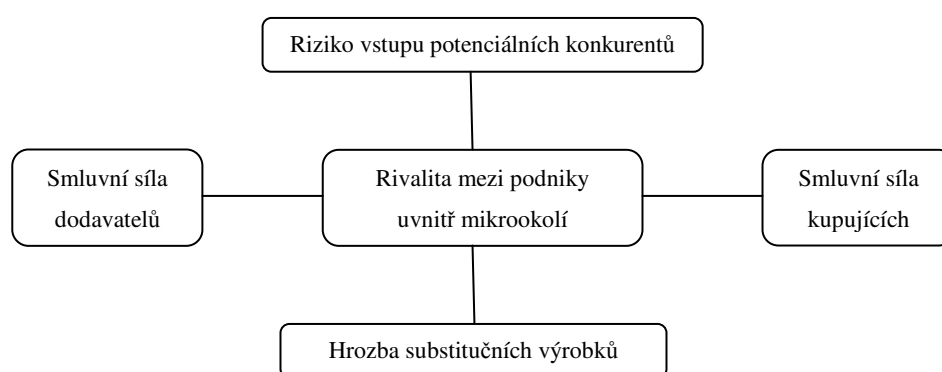 Riziko vstupu potenciálních konkurentů
Smluvní síla
dodavatelů
Rivalita mezi podniky
uvnitř mikrookolí
Smluvní síla
kupujících
Hrozba substitučních výrobků